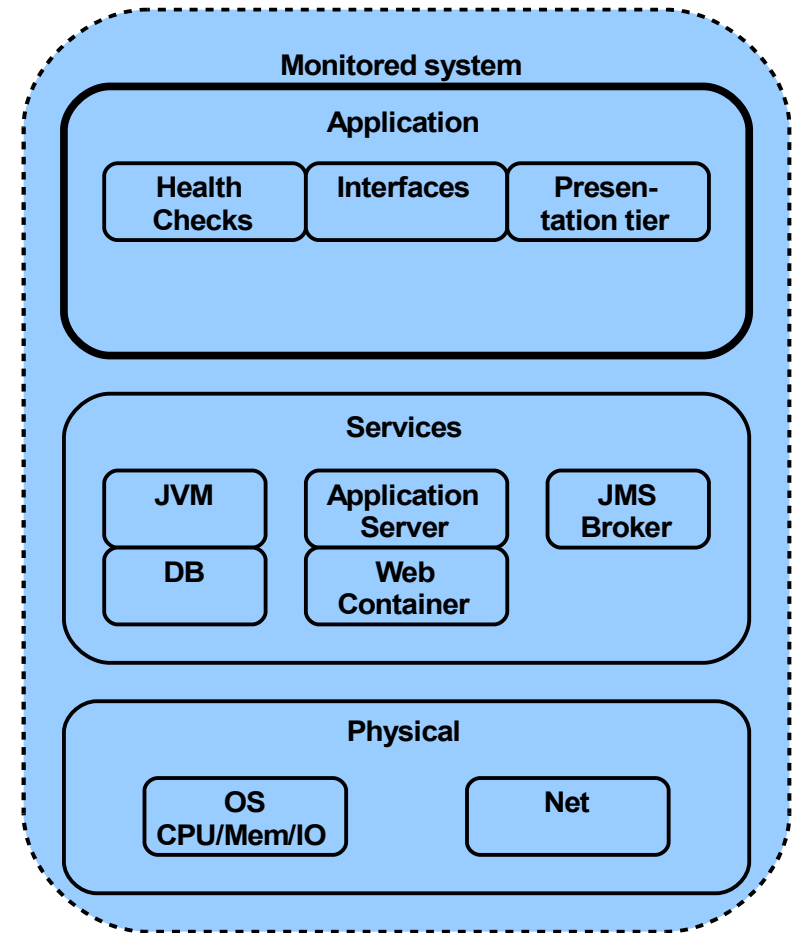 Monitored system
Application
Health
Checks
Interfaces
Presen-
tation tier
Services
JVM
Application
Server
JMS
Broker
DB
Web
Container
Physical
OS
CPU/Mem/IO
Net